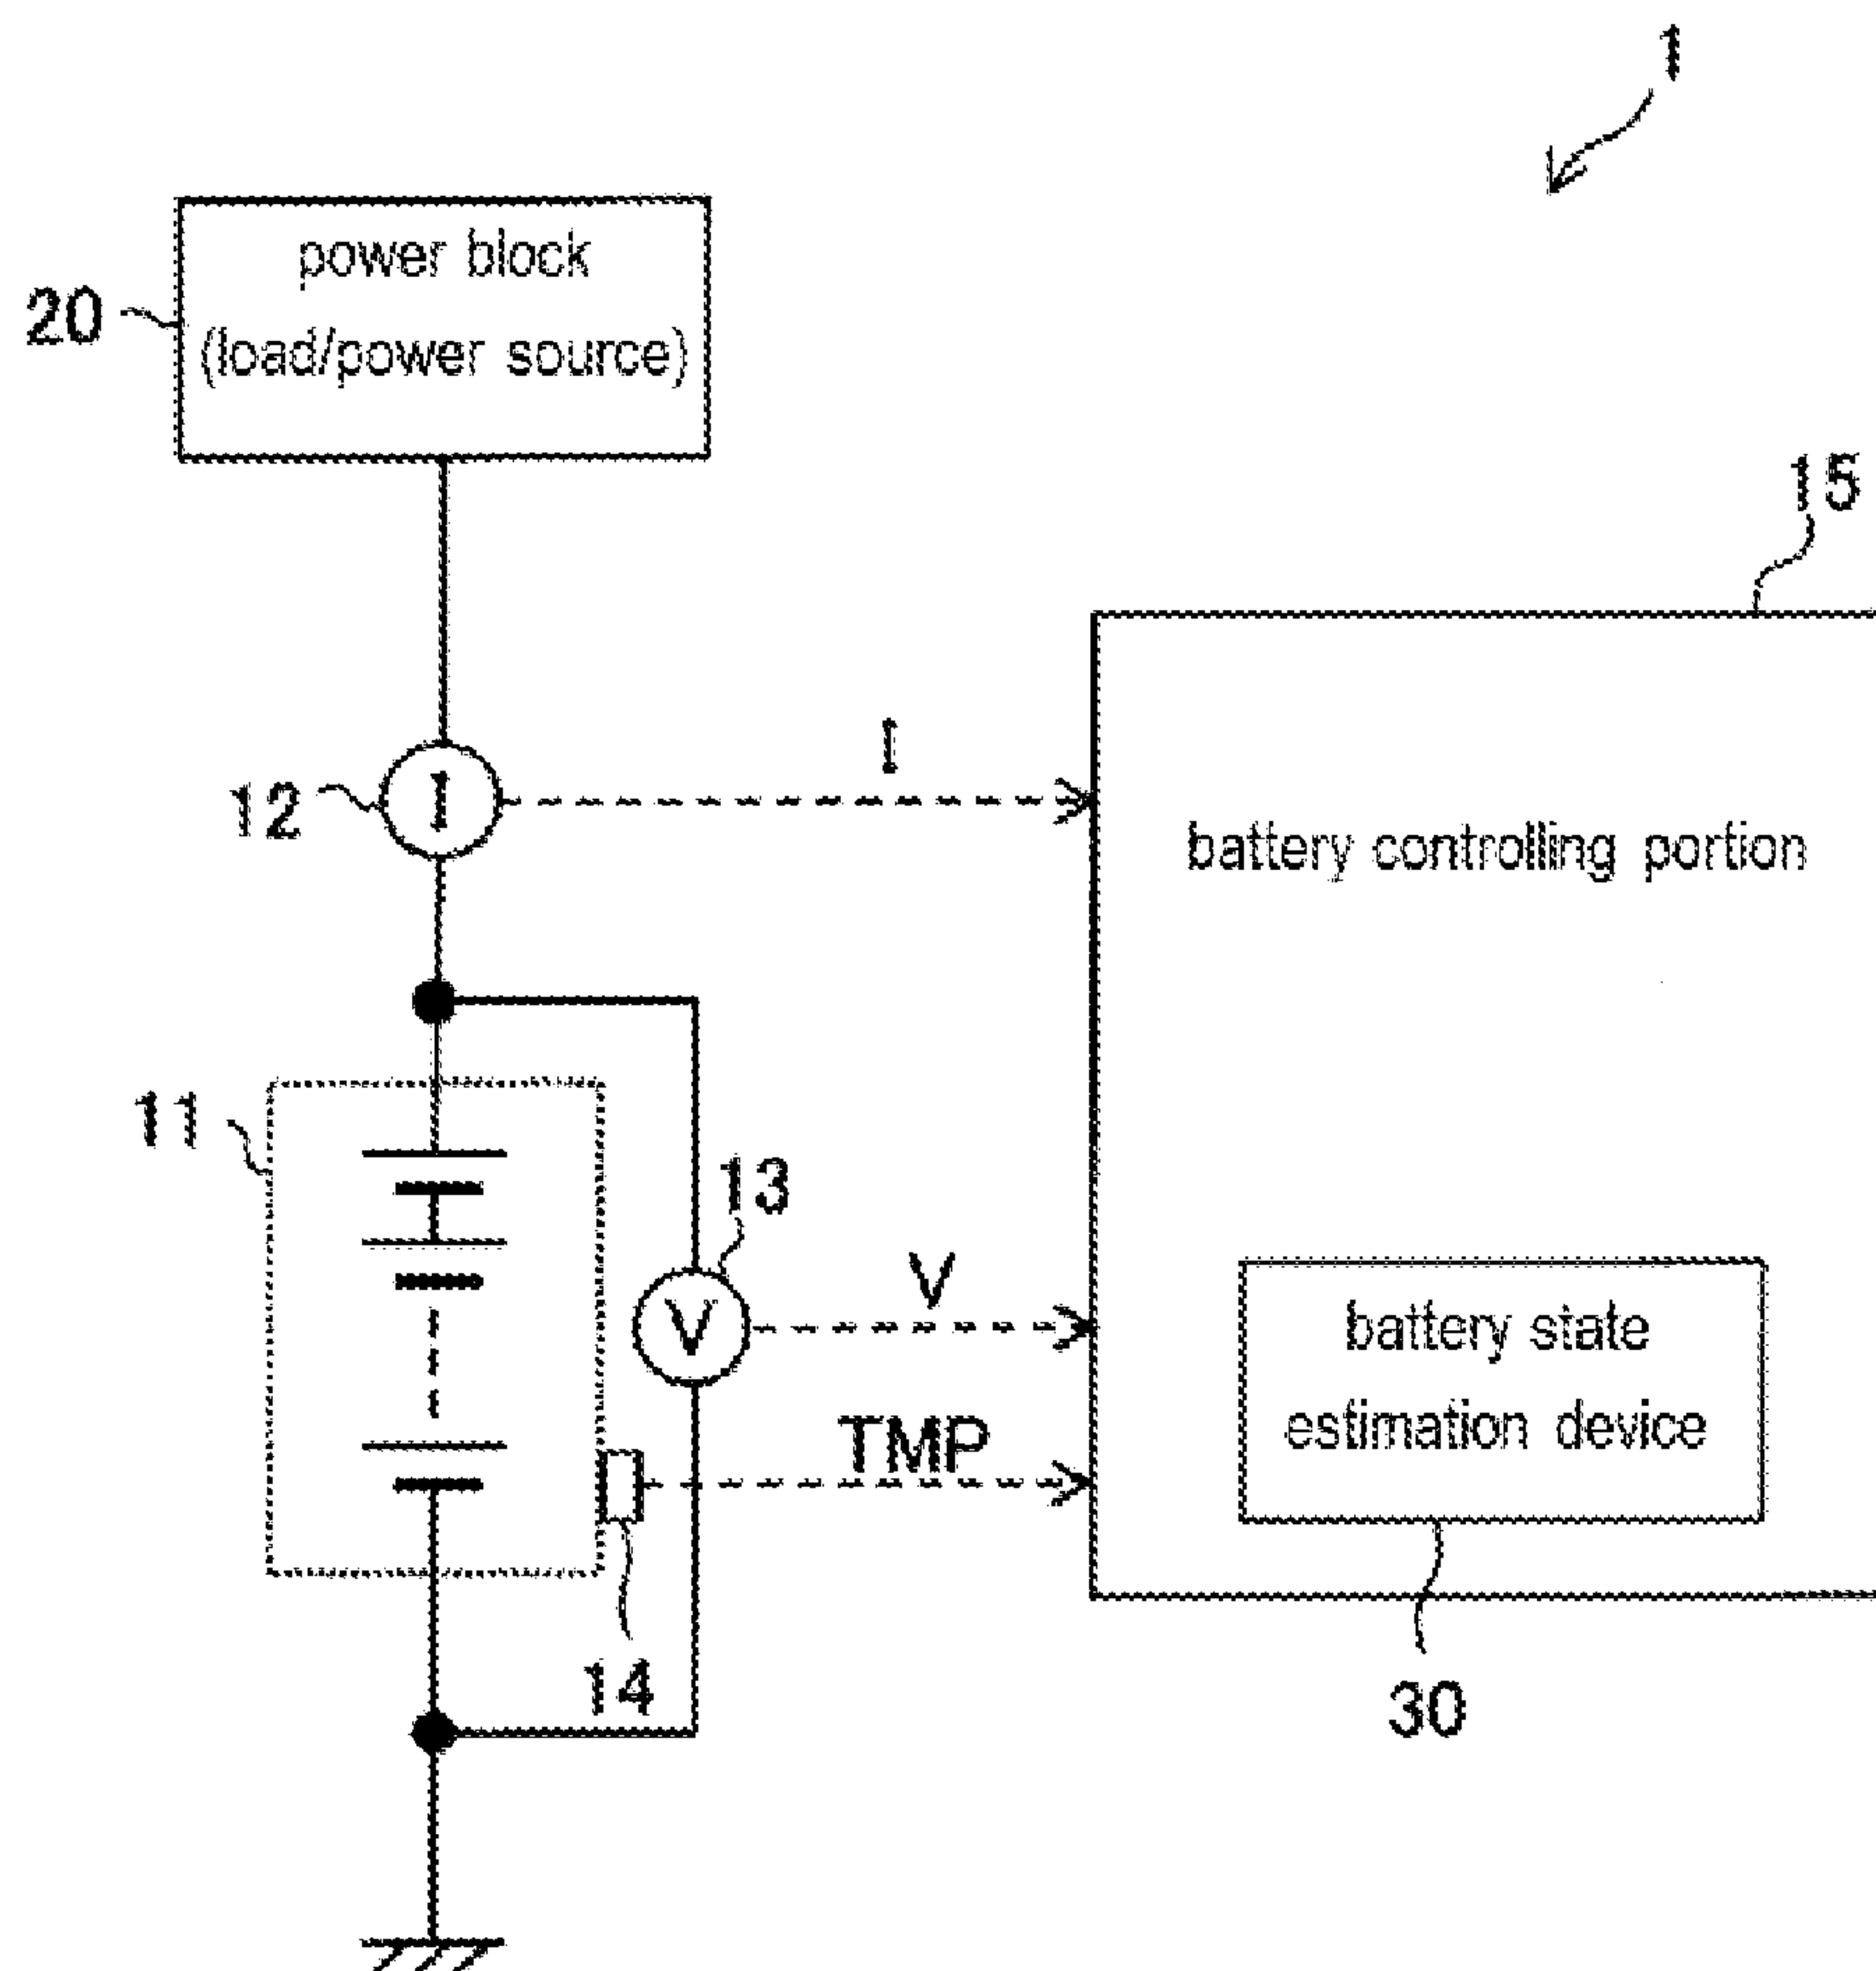 1
power block
(load/power source)
20
15
I
12
I
battery controlling portion
11
13
V
V
battery state
estimation device
TMP
14
30